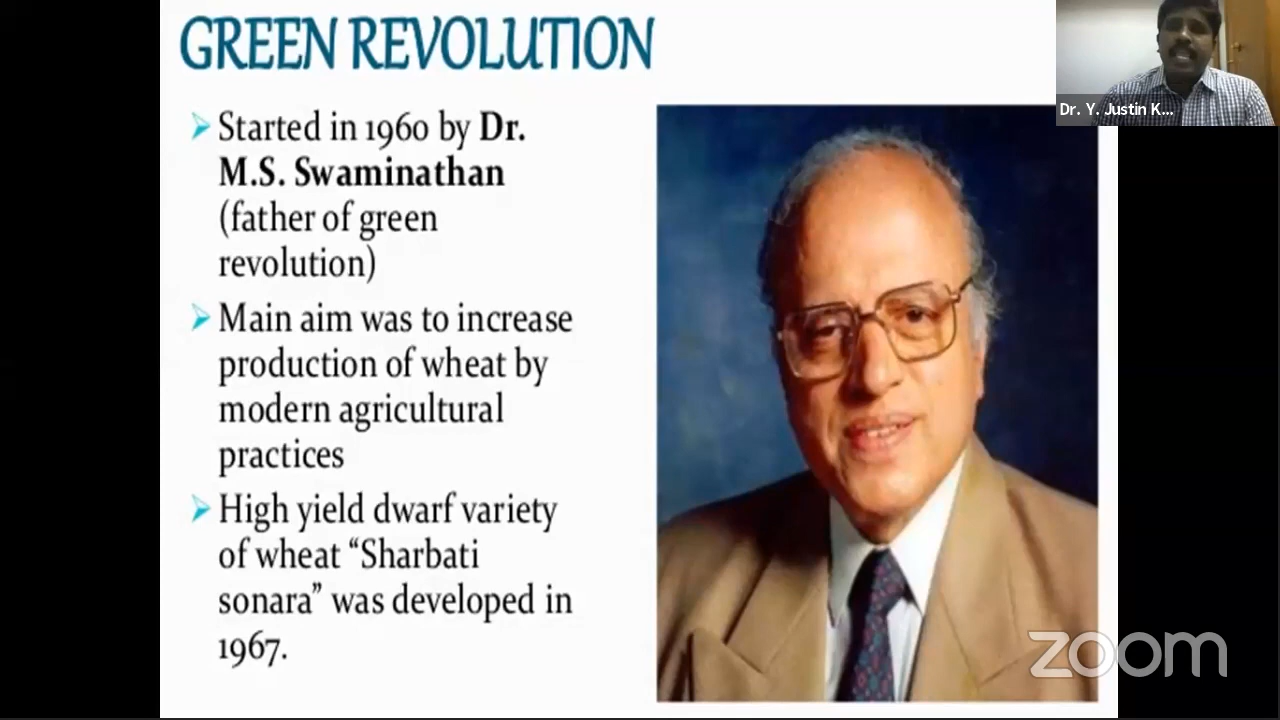 GREEN REVOLUTION
Started in 1960 by Dr.
M.S. Swaminathan
(father of green
revolution)
Main aim was to increase
production of wheat by
modern agricultural
practices
High yield dwarf variety
of wheat “Sharbati
sonara” was developed in
1967.
Dr. Y. Justin K...
zoom